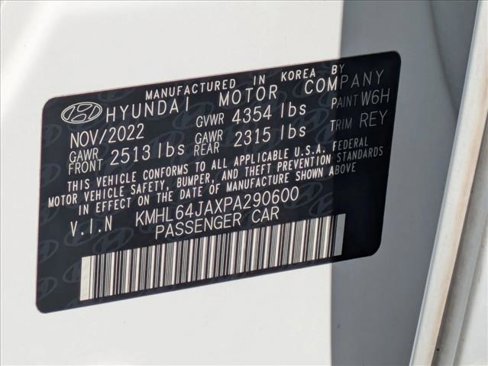 MANUFACTURED IN KOREA BY
HYUNDAI MOTOR COMPANY
NOV/2022 GVWR 4354 lbs PAINT W6H
GAWR FRONT 2513 lbs GAWR REAR 2315 lbs TRIM REY
THIS VEHICLE CONFORMS TO ALL APPLICABLE U.S.A. FEDERAL
MOTOR VEHICLE SAFETY, BUMPER, AND THEFT PREVENTION STANDARDS
IN EFFECT ON THE DATE OF MANUFACTURE SHOWN ABOVE
V.I.N KMHL64JAXPA290600
PASSENGER CAR